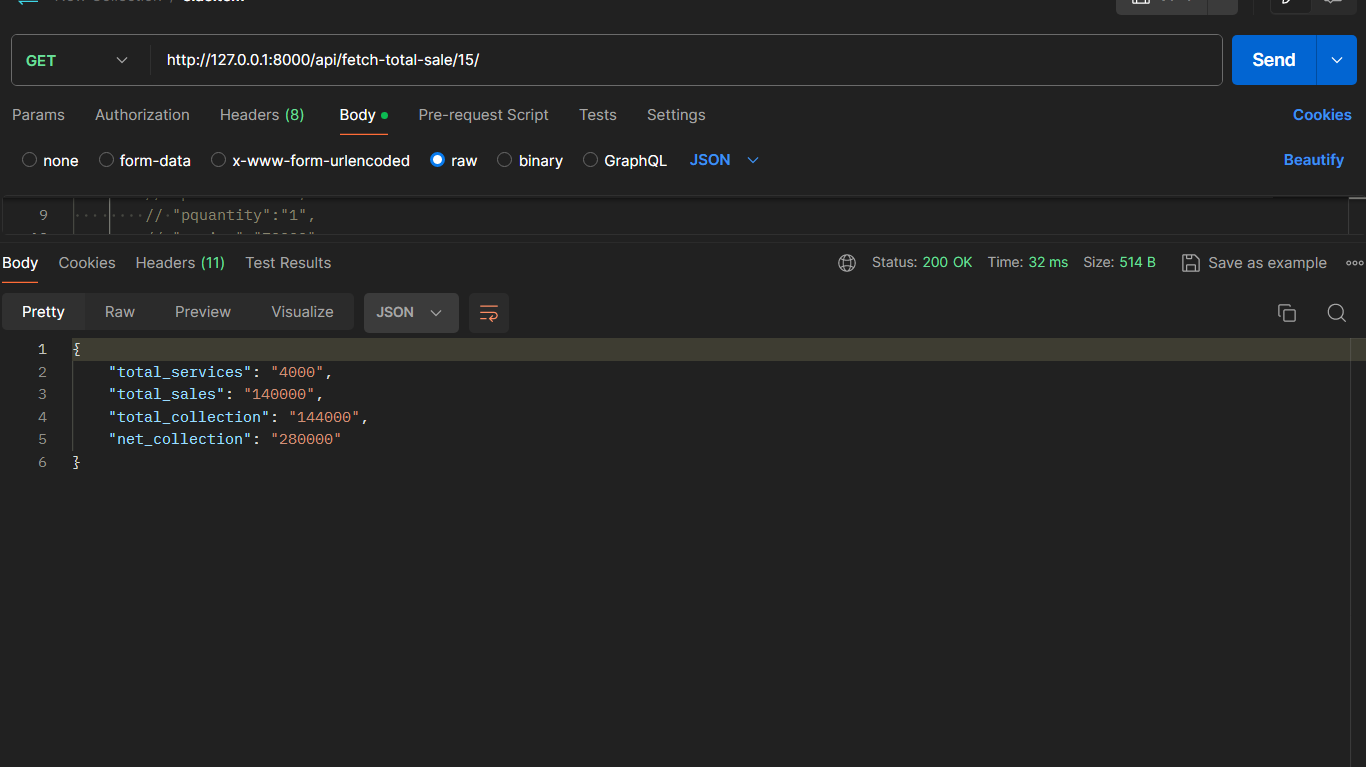 GET http://127.0.0.1:8000/api/fetch-total-sale/15/ Send
Params Authorization Headers (8) Body Pre-request Script Tests Settings Cookies
none form-data x-www-form-urlencoded raw binary GraphQL JSON Beautify
9 // "pquantity":"1",
Body Cookies Headers (11) Test Results Status: 200 OK Time: 32 ms Size: 514 B Save as example
Pretty Raw Preview Visualize JSON
1 {
2 "total_services": "4000",
3 "total_sales": "140000",
4 "total_collection": "144000",
5 "net_collection": "280000"
6 }